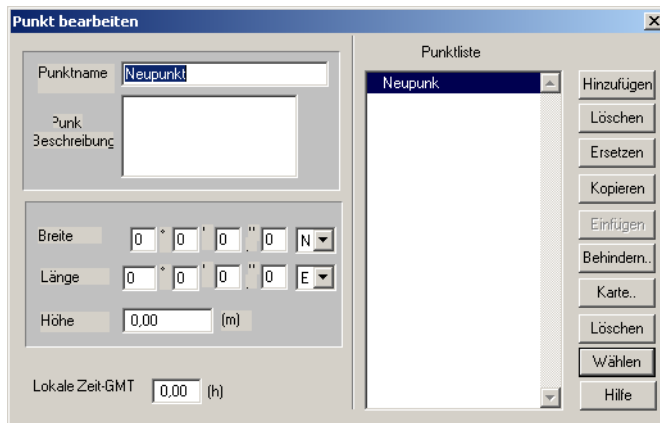 Punkt bearbeiten
Punktname
Neupunkt
Punk
Beschreibung
Breite
0 ° 0 ' 0 . " 0 N
Länge
0 ° 0 ' 0 . " 0 E
Höhe
0,00 (m)
Lokale Zeit-GMT 0,00 (h)
Punktliste
Neupunk
Hinzufügen
Löschen
Ersetzen
Kopieren
Einfügen
Behindern..
Karte..
Löschen
Wählen
Hilfe